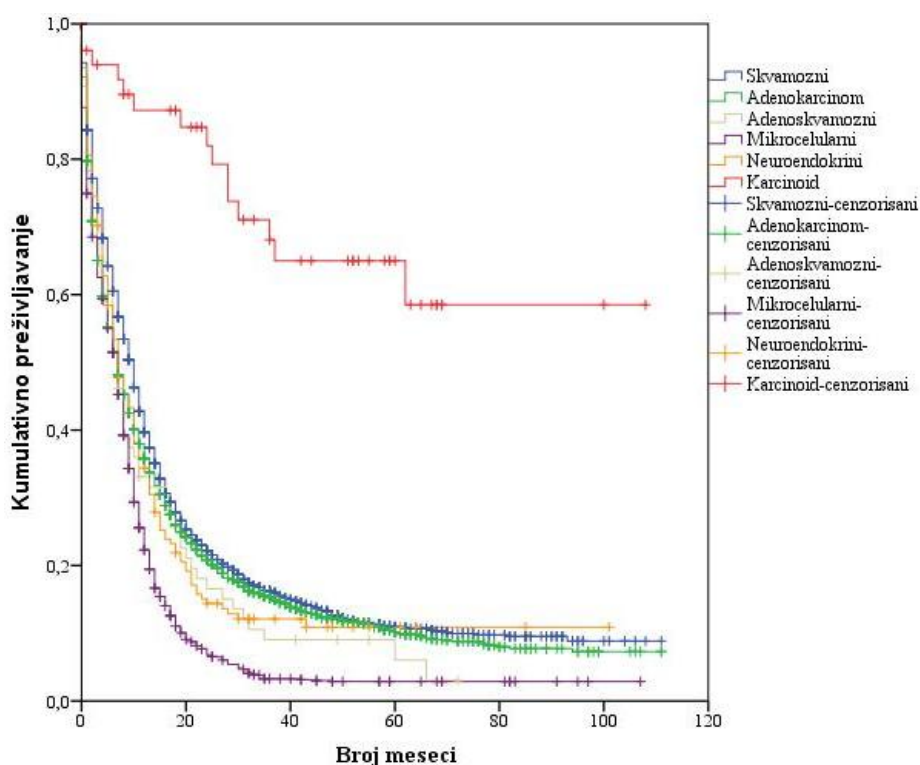 1,0
0,8
0,6
0,4
0,2
0,0
Kumulativno preživljavanje
0
20
40
60
80
100
120
Broj meseci
Skvamozni
Adenokarcinom
Adenoskvamozni
Mikrocelularni
Neuroendokrini
Karcinoid
Skvamozni-cenzorisani
Adenokarcinom-
cenzorisani
Adenoskvamozni-
cenzorisani
Mikrocelularni-
cenzorisani
Neuroendokrini-
cenzorisani
Karcinoid-cenzorisani